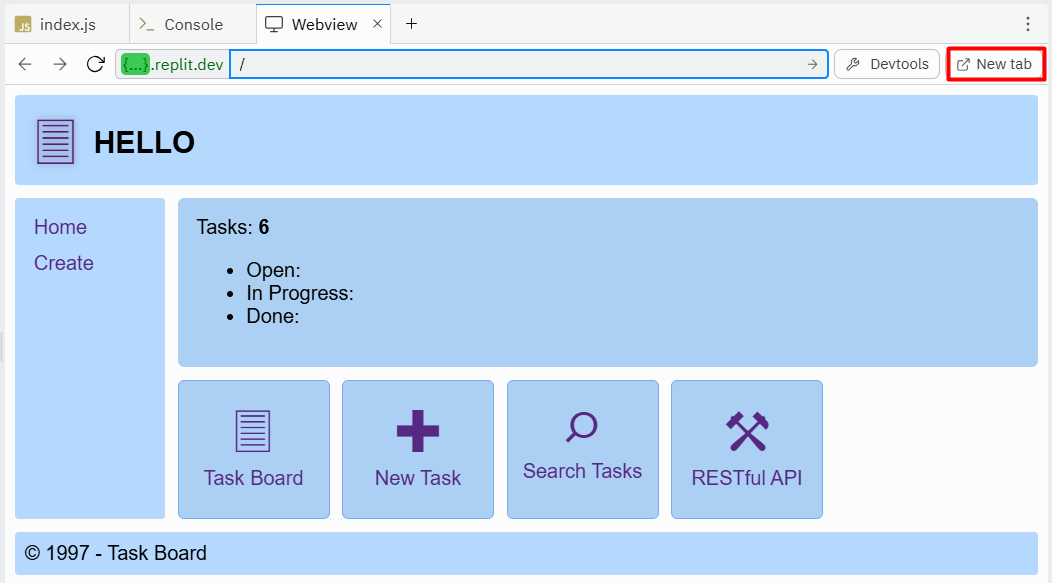 JS index.js
>_ Console
Webview × +
{...}.replit.dev / Devtools New tab
HELLO
Home
Create
Tasks: 6
• Open:
• In Progress:
• Done:
Task Board
New Task
Search Tasks
RESTful API
© 1997 - Task Board